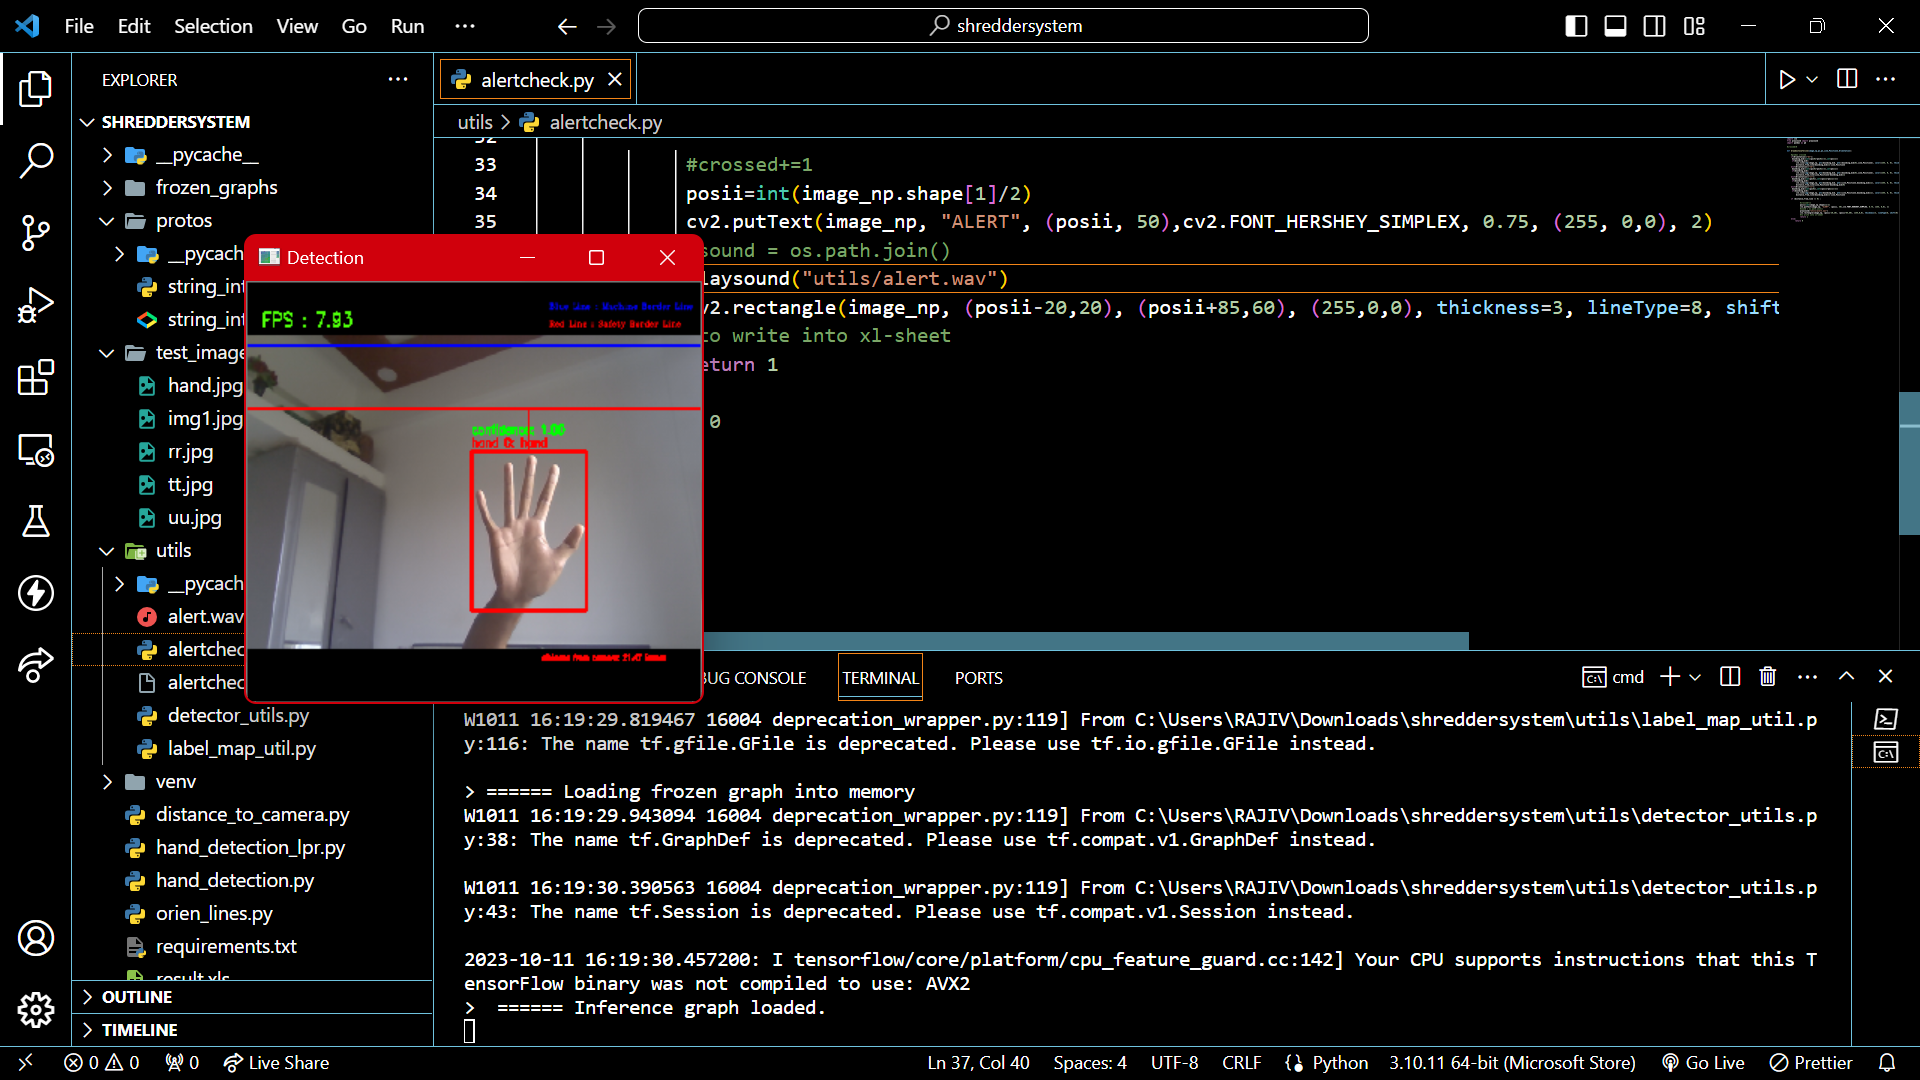 File Edit Selection View Go Run ···
shreddersystem
EXPLORER
SHREDDERSYSTEM
__pycache__
frozen_graphs
protos
__pycach
string_int
string_int
test_image
hand.jpg
img1.jpg
rr.jpg
tt.jpg
uu.jpg
utils
__pycach
alert.wav
alertchec
alertchec
detector_utils.py
label_map_util.py
venv
distance_to_camera.py
hand_detection_lpr.py
hand_detection.py
orien_lines.py
requirements.txt
result.xls
OUTLINE
TIMELINE
alertcheck.py
utils > alertcheck.py
32
33 #crossed+=1
34 posii=int(image_np.shape[1]/2)
35 cv2.putText(image_np, "ALERT", (posii, 50),cv2.FONT_HERSHEY_SIMPLEX, 0.75, (255, 0,0), 2)
sound = os.path.join()
laysound("utils/alert.wav")
v2.rectangle(image_np, (posii-20,20), (posii+85,60), (255,0,0), thickness=3, lineType=8, shift
to write into xl-sheet
eturn 1
0
Detection
FPS : 7.93
Blue Line : Machine Border Line
Red Line : Safety Border Line
confidence: 1.00
hand 0: hand
BUG CONSOLE TERMINAL PORTS
cmd
W1011 16:19:29.819467 16004 deprecation_wrapper.py:119] From C:\Users\RAJIV\Downloads\shreddersystem\utils\label_map_util.p
y:116: The name tf.gfile.GFile is deprecated. Please use tf.io.gfile.GFile instead.
> ====== Loading frozen graph into memory
W1011 16:19:29.943094 16004 deprecation_wrapper.py:119] From C:\Users\RAJIV\Downloads\shreddersystem\utils\detector_utils.p
y:38: The name tf.GraphDef is deprecated. Please use tf.compat.v1.GraphDef instead.
W1011 16:19:30.390563 16004 deprecation_wrapper.py:119] From C:\Users\RAJIV\Downloads\shreddersystem\utils\detector_utils.p
y:43: The name tf.Session is deprecated. Please use tf.compat.v1.Session instead.
2023-10-11 16:19:30.457200: I tensorflow/core/platform/cpu_feature_guard.cc:142] Your CPU supports instructions that this T
ensorFlow binary was not compiled to use: AVX2
> ====== Inference graph loaded.
0 0 0 Live Share
Ln 37, Col 40 Spaces: 4 UTF-8 CRLF Python 3.10.11 64-bit (Microsoft Store) Go Live Prettier